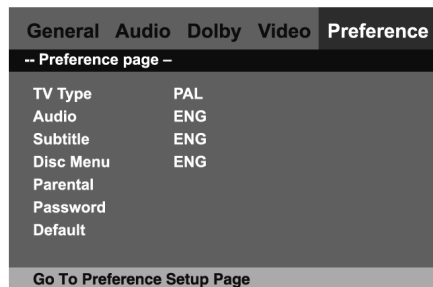 General Audio Dolby Video Preference
-- Preference page –
TV Type PAL
Audio ENG
Subtitle ENG
Disc Menu ENG
Parental
Password
Default
Go To Preference Setup Page